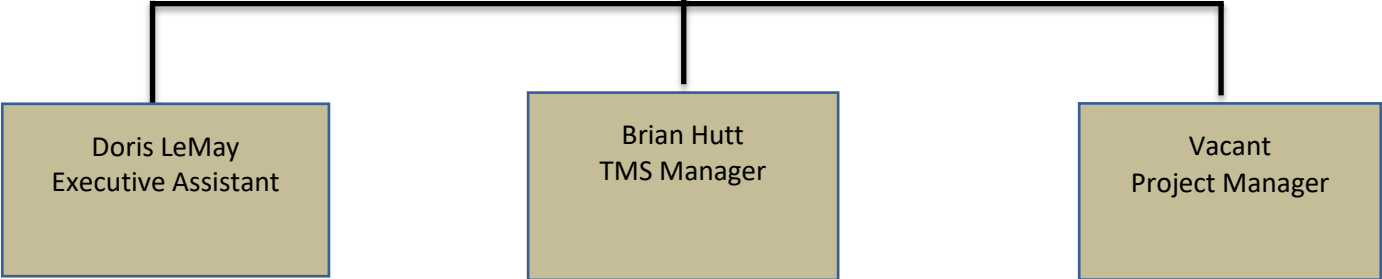 Doris LeMay
Executive Assistant
Brian Hutt
TMS Manager
Vacant
Project Manager